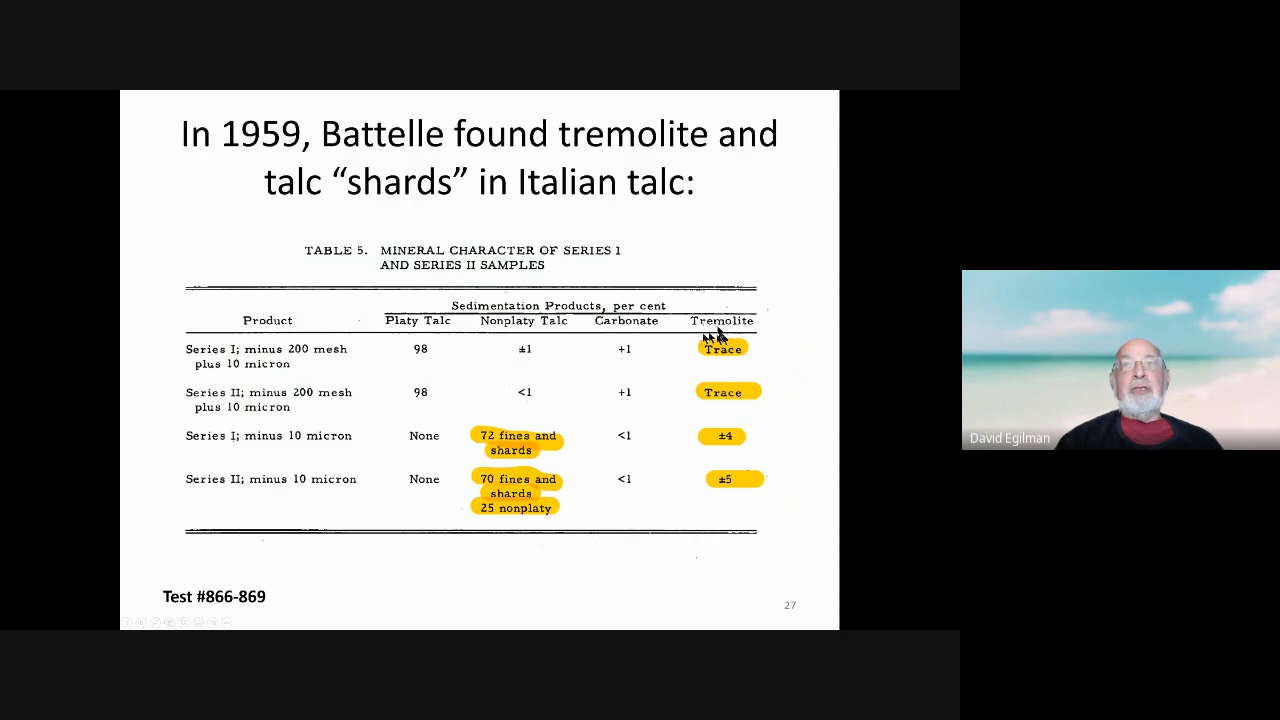 In 1959, Battelle found tremolite and
talc “shards” in Italian talc:
TABLE 5. MINERAL CHARACTER OF SERIES I
AND SERIES II SAMPLES
Sedimentation Products, per cent
Product Platy Talc Nonplaty Talc Carbonate Tremolite
Series I; minus 200 mesh 98 ±1 +1 Trace
plus 10 micron
Series II; minus 200 mesh 98 <1 +1 Trace
plus 10 micron
Series I; minus 10 micron None 72 fines and <1 ±4
shards
Series II; minus 10 micron None 70 fines and <1 ±5
shards
25 nonplaty
Test #866-869
27
David Egilman